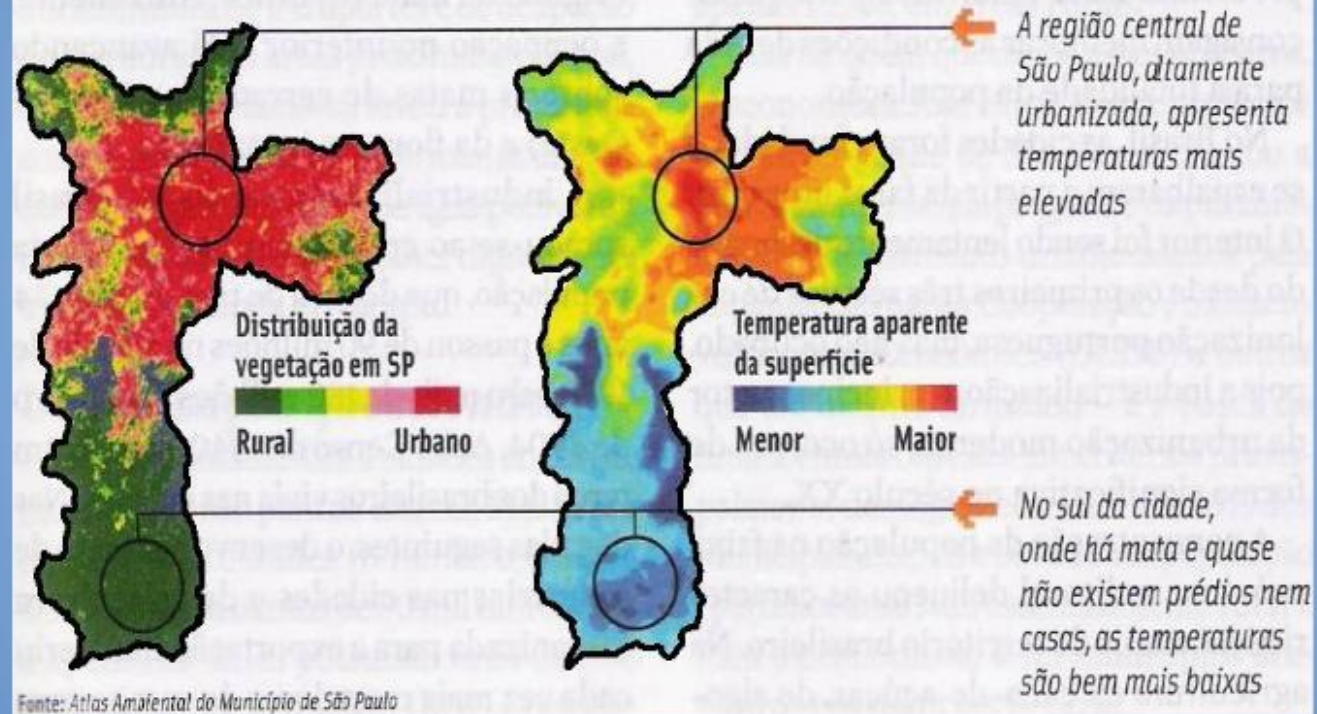 A região central de
São Paulo, altamente
urbanizada, apresenta
temperaturas mais
elevadas
Distribuição da
vegetação em SP
Rural Urbano
Temperatura aparente
da superfície
Menor Maior
No sul da cidade,
onde há mata e quase
não existem prédios nem
casas, as temperaturas
são bem mais baixas
Fonte: Atlas Ambiental do Município de São Paulo